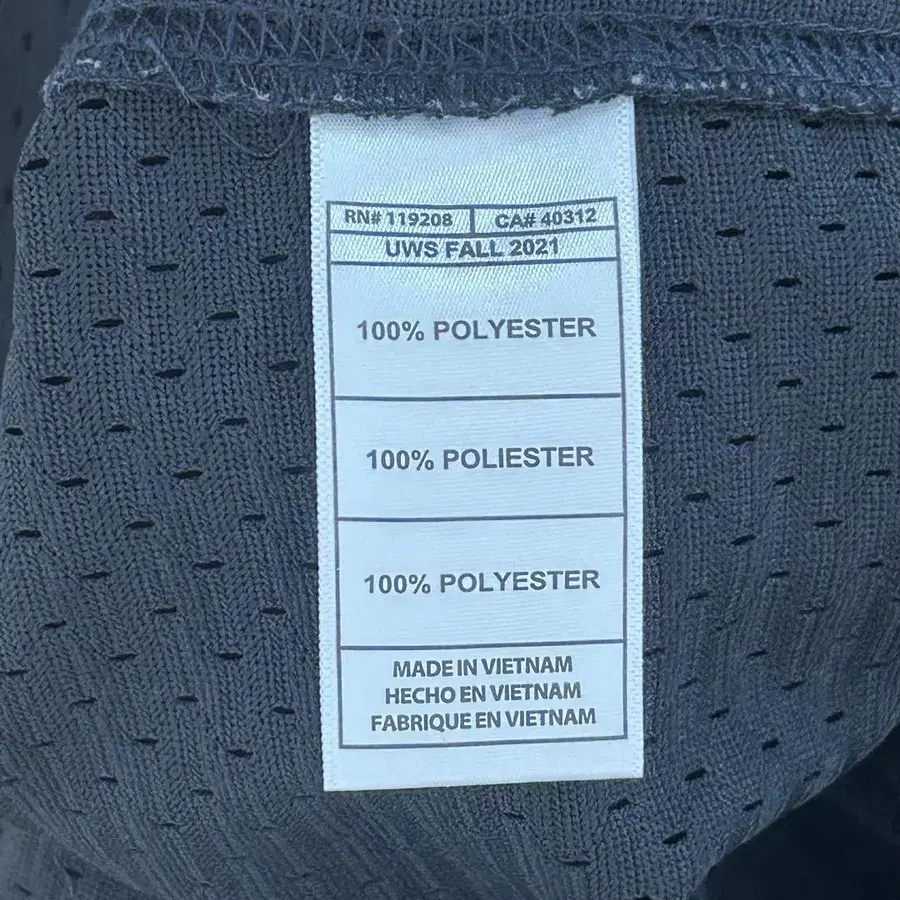 RN# 119208 CA# 40312
UWS FALL 2021
100% POLYESTER
100% POLIESTER
100% POLYESTER
MADE IN VIETNAM
HECHO EN VIETNAM
FABRIQUE EN VIETNAM